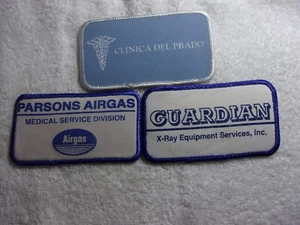 CLINICA DEL PRADO
PARSONS AIRGAS
MEDICAL SERVICE DIVISION
Airgas
GUARDIAN
X-Ray Equipment Services, Inc.